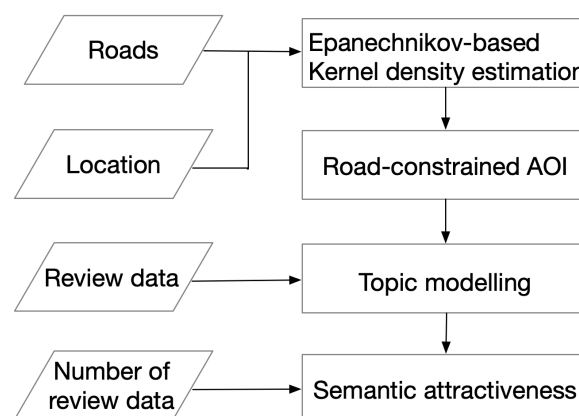 Roads
Epanechnikov-based
Kernel density estimation
Location
Road-constrained AOI
Review data
Topic modelling
Number of
review data
Semantic attractiveness